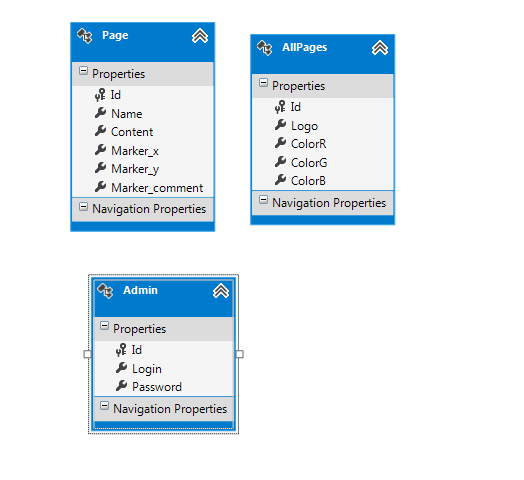 Page
Properties
Id
Name
Content
Marker_x
Marker_y
Marker_comment
Navigation Properties
AllPages
Properties
Id
Logo
ColorR
ColorG
ColorB
Navigation Properties
Admin
Properties
Id
Login
Password
Navigation Properties